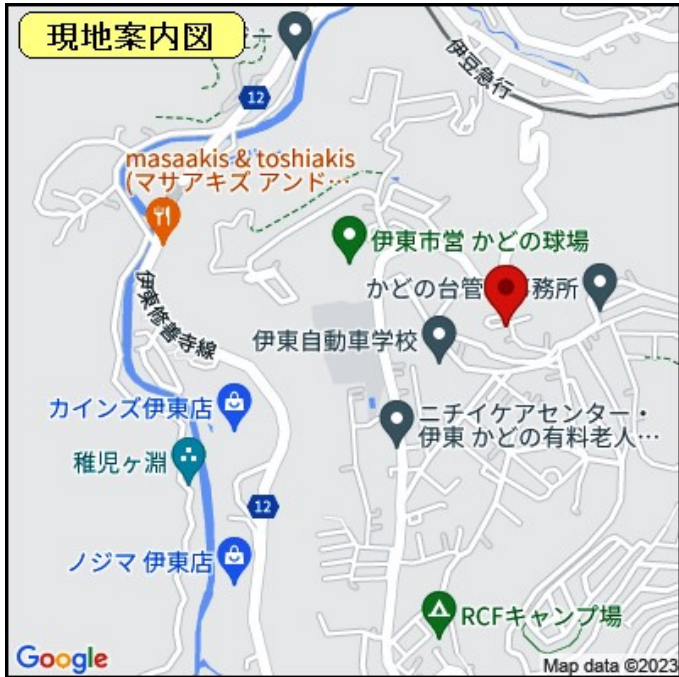 現地案内図
12
伊豆急行
masaakis & toshiakis
(マサアキズ アンド…
伊東市営 かどの球場
かどの台管
務所
伊東修善寺線
伊東自動車学校
カインズ伊東店
ニチイケアセンター・
伊東 かどの有料老人…
稚児ヶ淵
12
ノジマ 伊東店
RCFキャンプ場
Google
Map data ©2023